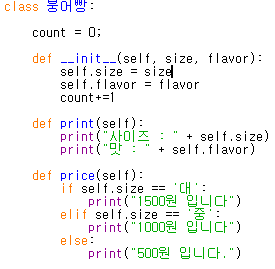 class 붕어빵:
    count = 0;
    def __init__(self, size, flavor):
        self.size = size
        self.flavor = flavor
        count+=1
    def print(self):
        print("사이즈 : " + self.size)
        print("맛 : " + self.flavor)
    def price(self):
        if self.size == '대':
            print("1500원 입니다")
        elif self.size == '중':
            print("1000원 입니다")
        else:
            print("500원 입니다.")